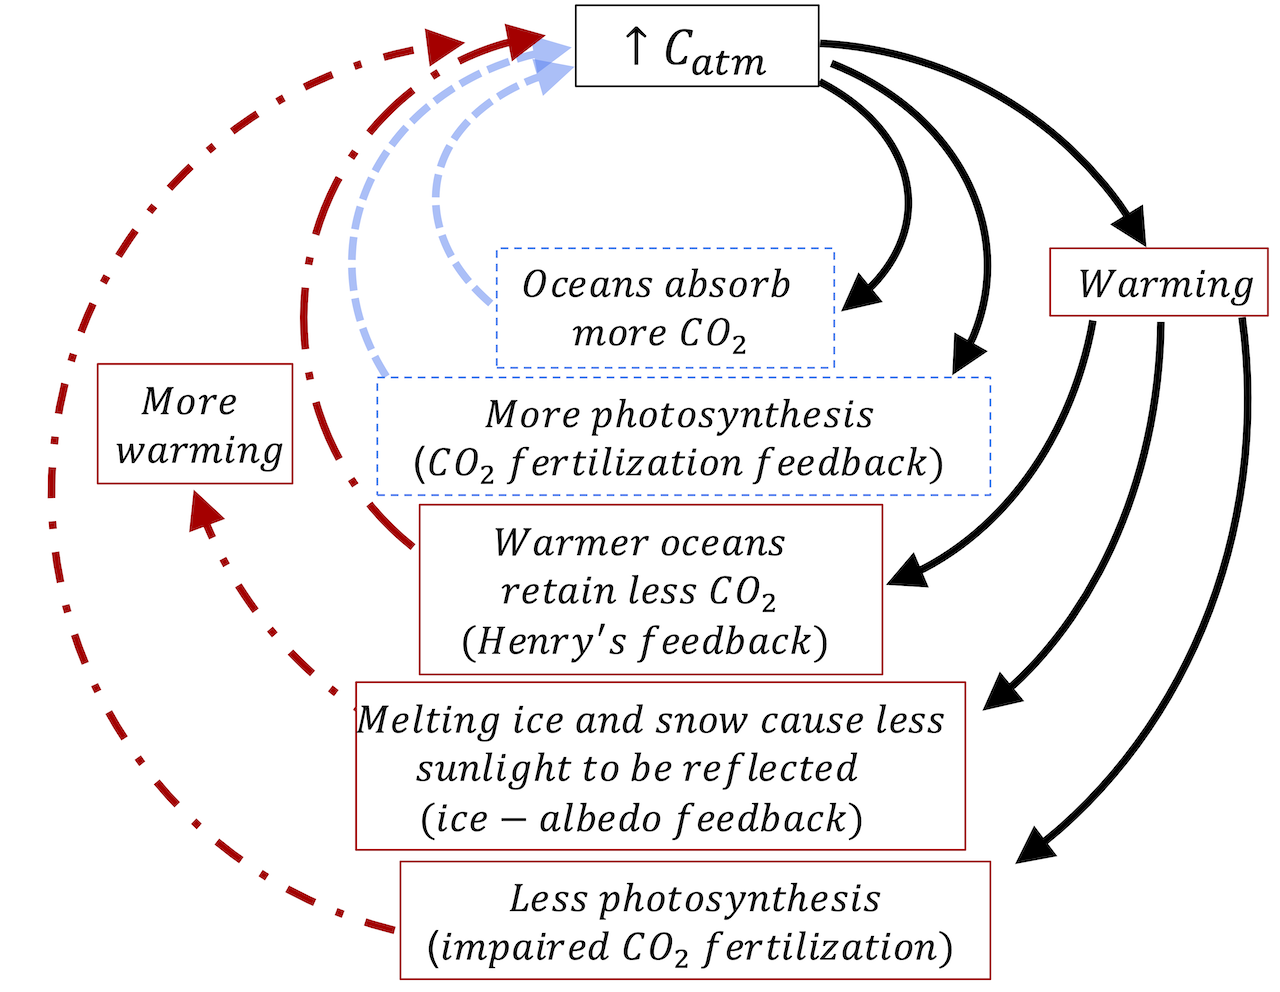 ↑ Cₐₜₘ
Oceans absorb
more CO₂
Warming
More photosynthesis
(CO₂ fertilization feedback)
More
warming
Warmer oceans
retain less CO₂
(Henry's feedback)
Melting ice and snow cause less
sunlight to be reflected
(ice − albedo feedback)
Less photosynthesis
(impaired CO₂ fertilization)